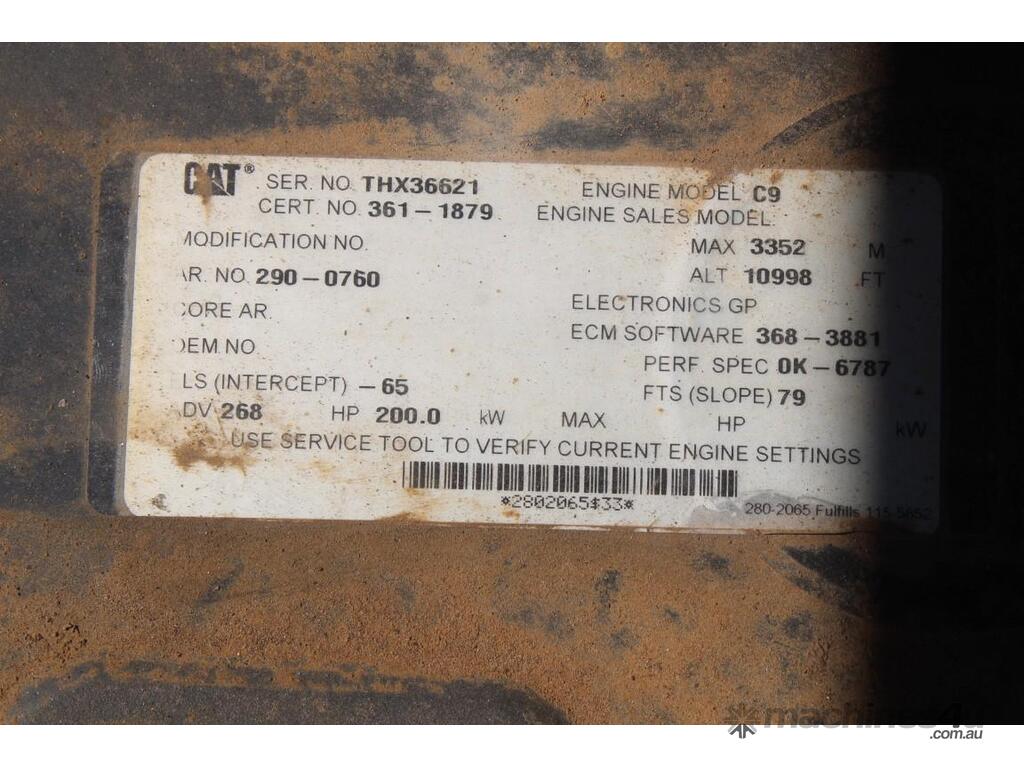 CAT® SER. NO. THX36621 ENGINE MODEL C9
CERT. NO. 361-1879 ENGINE SALES MODEL
MODIFICATION NO. MAX 3352 M
AR. NO. 290-0760 ALT 10998 FT
CORE AR. ELECTRONICS GP
OEM NO ECM SOFTWARE 368-3881
PERF. SPEC 0K-6787
LS (INTERCEPT) -65 FTS (SLOPE) 79
DV 268 HP 200.0 kW MAX HP kW
USE SERVICE TOOL TO VERIFY CURRENT ENGINE SETTINGS
*2802065$33*
280-2065 Fulfills 115-5652
machines4u
.com.au